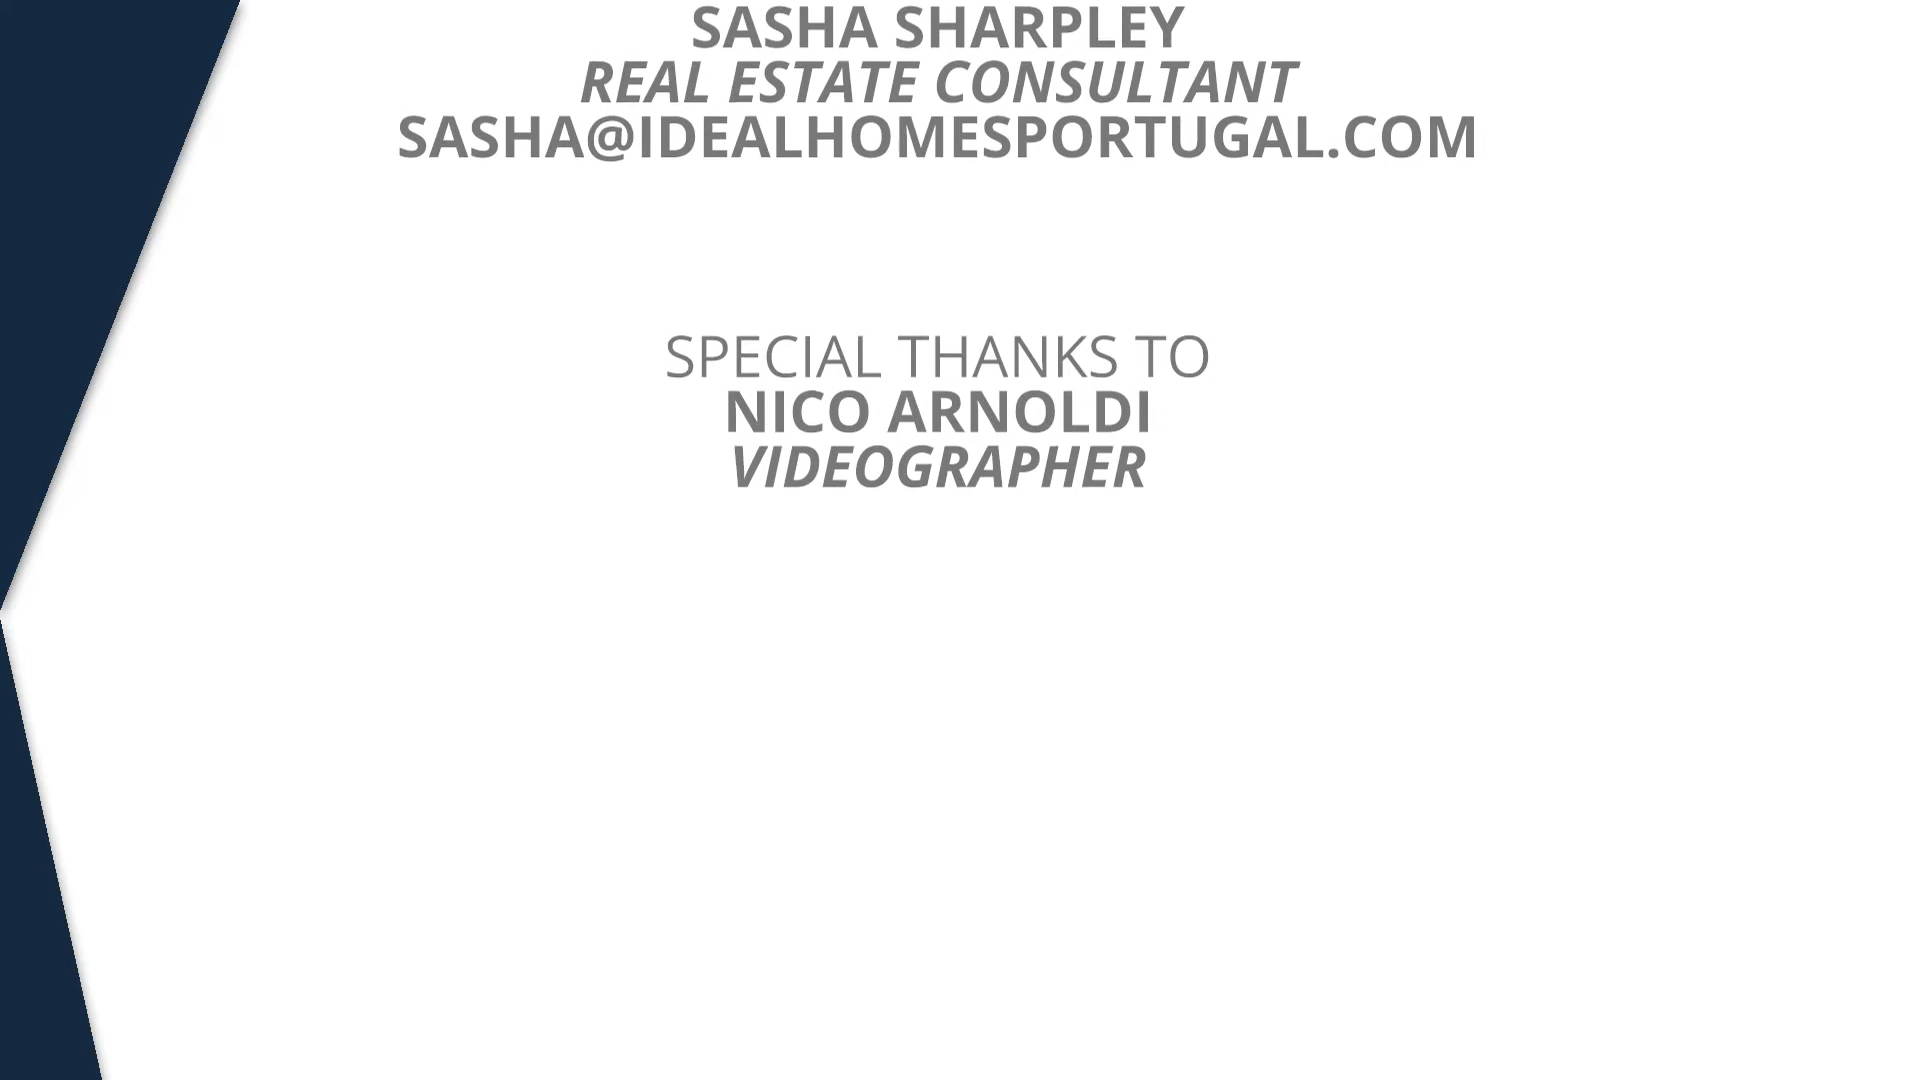 SASHA SHARPLEY
REAL ESTATE CONSULTANT
SASHA@IDEALHOMESPORTUGAL.COM
SPECIAL THANKS TO
NICO ARNOLDI
VIDEOGRAPHER